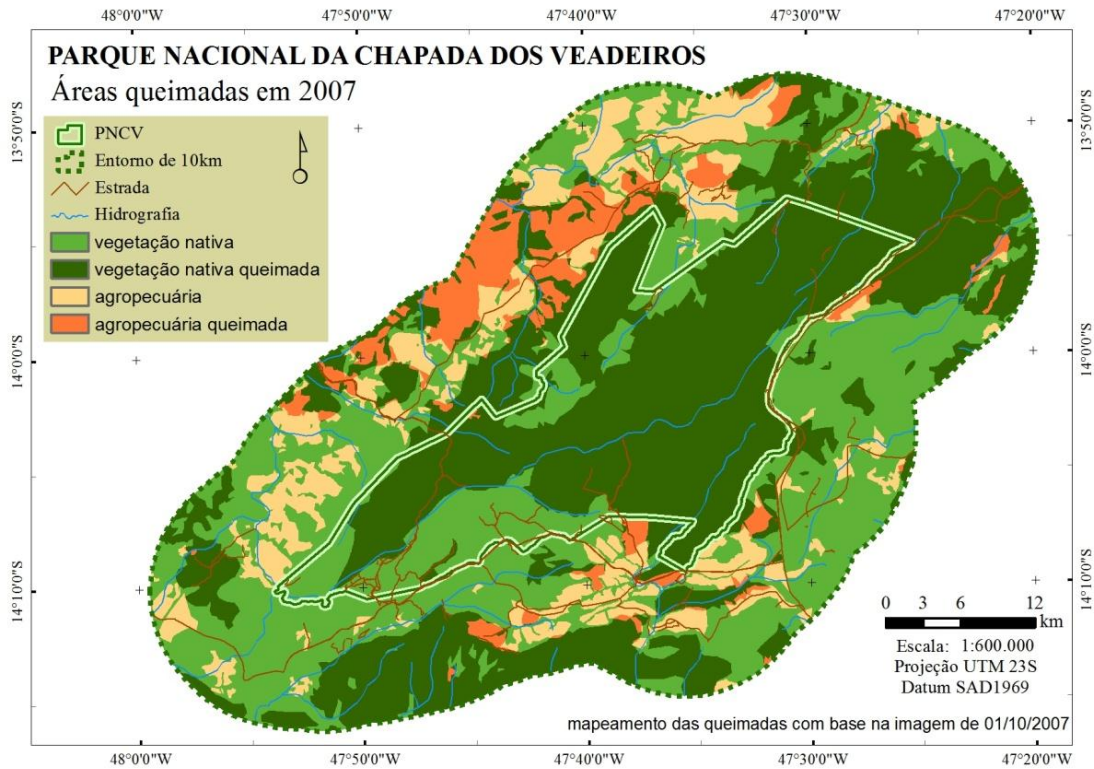 48°0'0"W 47°50'0"W 47°40'0"W 47°30'0"W 47°20'0"W
PARQUE NACIONAL DA CHAPADA DOS VEADEIROS
Áreas queimadas em 2007
PNCV
Entorno de 10km
Estrada
Hidrografia
vegetação nativa
vegetação nativa queimada
agropecuária
agropecuária queimada
13°50'0"S 13°50'0"S
14°0'0"S 14°0'0"S
14°10'0"S 14°10'0"S
0 3 6 12
km
Escala: 1:600.000
Projeção UTM 23S
Datum SAD1969
mapeamento das queimadas com base na imagem de 01/10/2007
48°0'0"W 47°50'0"W 47°40'0"W 47°30'0"W 47°20'0"W